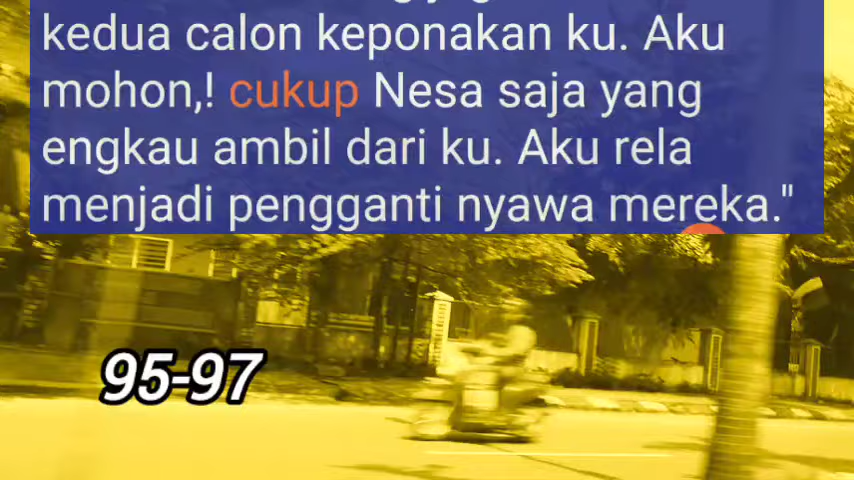 kedua calon keponakan ku. Aku
mohon,! cukup Nesa saja yang
engkau ambil dari ku. Aku rela
menjadi pengganti nyawa mereka."
95-97